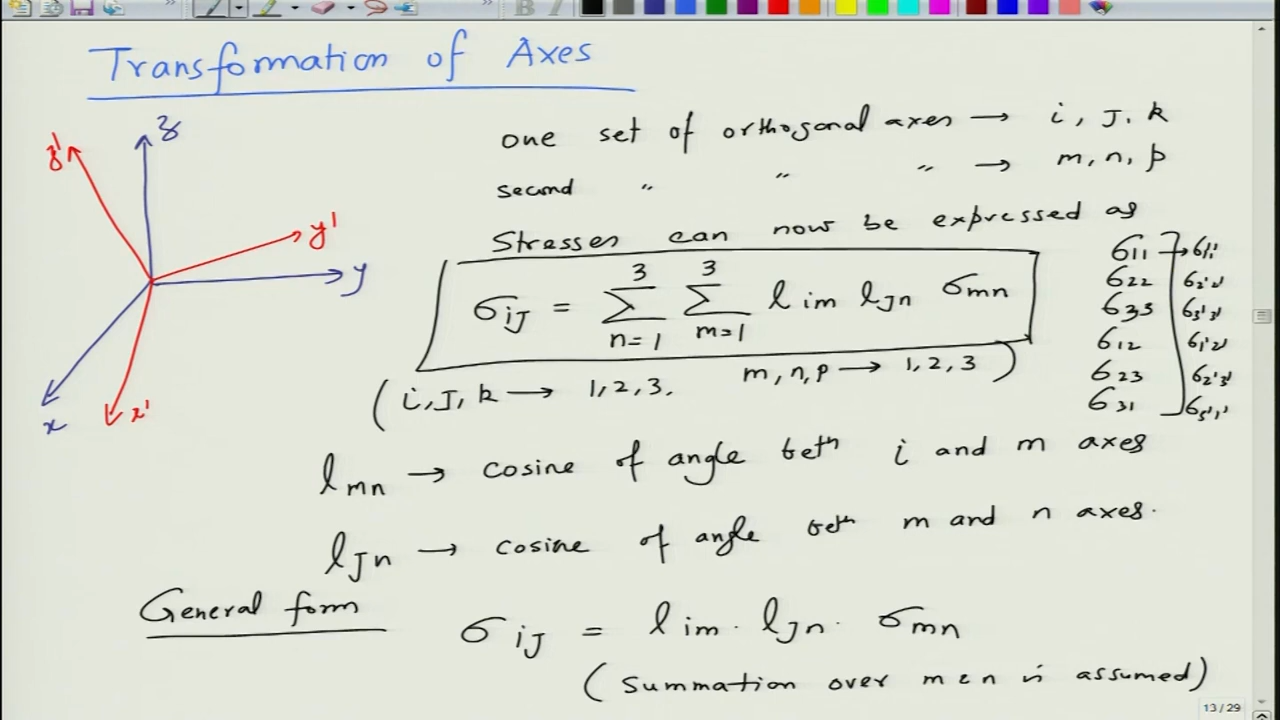 Transformation of Axes
z
z'
y'
y
x
x'
one set of orthogonal axes → i, J, k
second " " " → m, n, p
Stresses can now be expressed as
σiJ = 3∑n=1 3∑m=1 lim lJn σmn
(i, J, k → 1, 2, 3. m, n, p → 1, 2, 3)
σ11 → σ1'1'
σ22 σ2'2'
σ33 σ3'3'
σ12 σ1'2'
σ23 σ2'3'
σ31 σ3'1'
lmn → cosine of angle betn i and m axes
lJn → cosine of angle betn m and n axes.
General form σiJ = lim. lJn. σmn
(Summation over m & n is assumed)
13 / 29